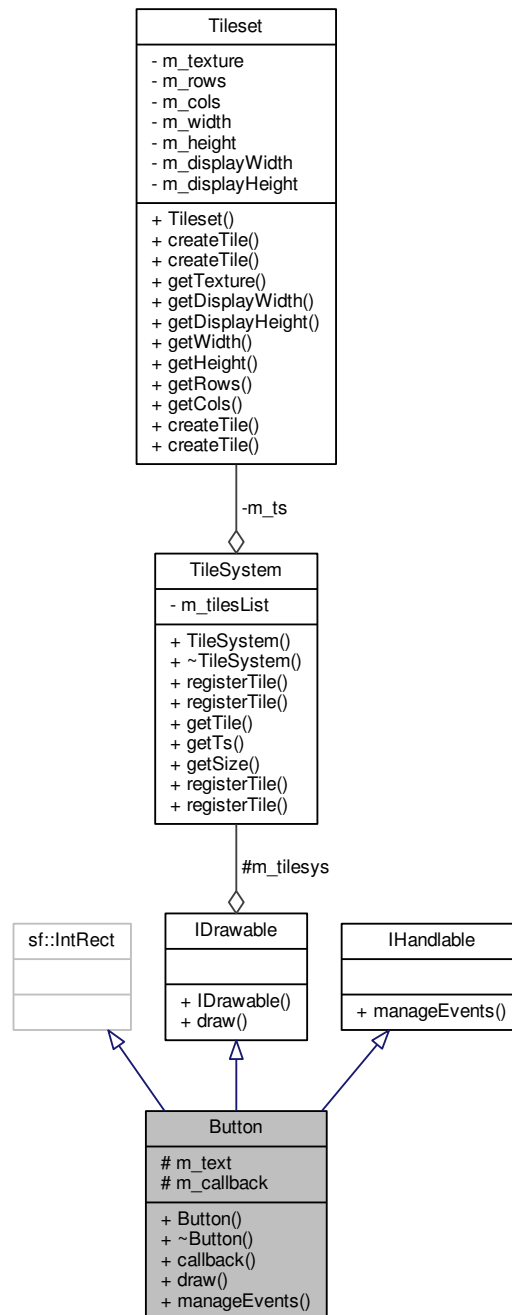 Tileset
- m_texture
- m_rows
- m_cols
- m_width
- m_height
- m_displayWidth
- m_displayHeight
+ Tileset()
+ createTile()
+ createTile()
+ getTexture()
+ getDisplayWidth()
+ getDisplayHeight()
+ getWidth()
+ getHeight()
+ getRows()
+ getCols()
+ createTile()
+ createTile()
-m_ts
TileSystem
- m_tilesList
+ TileSystem()
+ ~TileSystem()
+ registerTile()
+ registerTile()
+ getTile()
+ getTs()
+ getSize()
+ registerTile()
+ registerTile()
#m_tilesys
sf::IntRect
IDrawable
+ IDrawable()
+ draw()
IHandlable
+ manageEvents()
Button
# m_text
# m_callback
+ Button()
+ ~Button()
+ callback()
+ draw()
+ manageEvents()